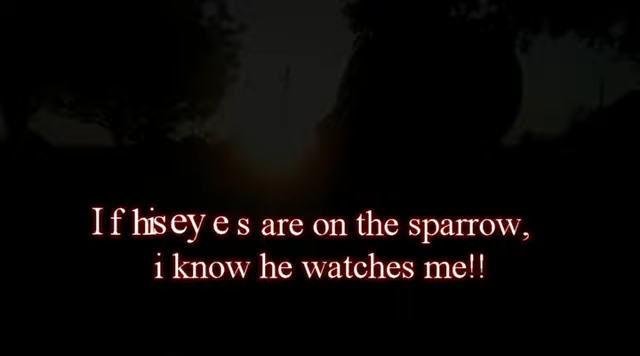 If his eyes are on the sparrow,
i know he watches me!!